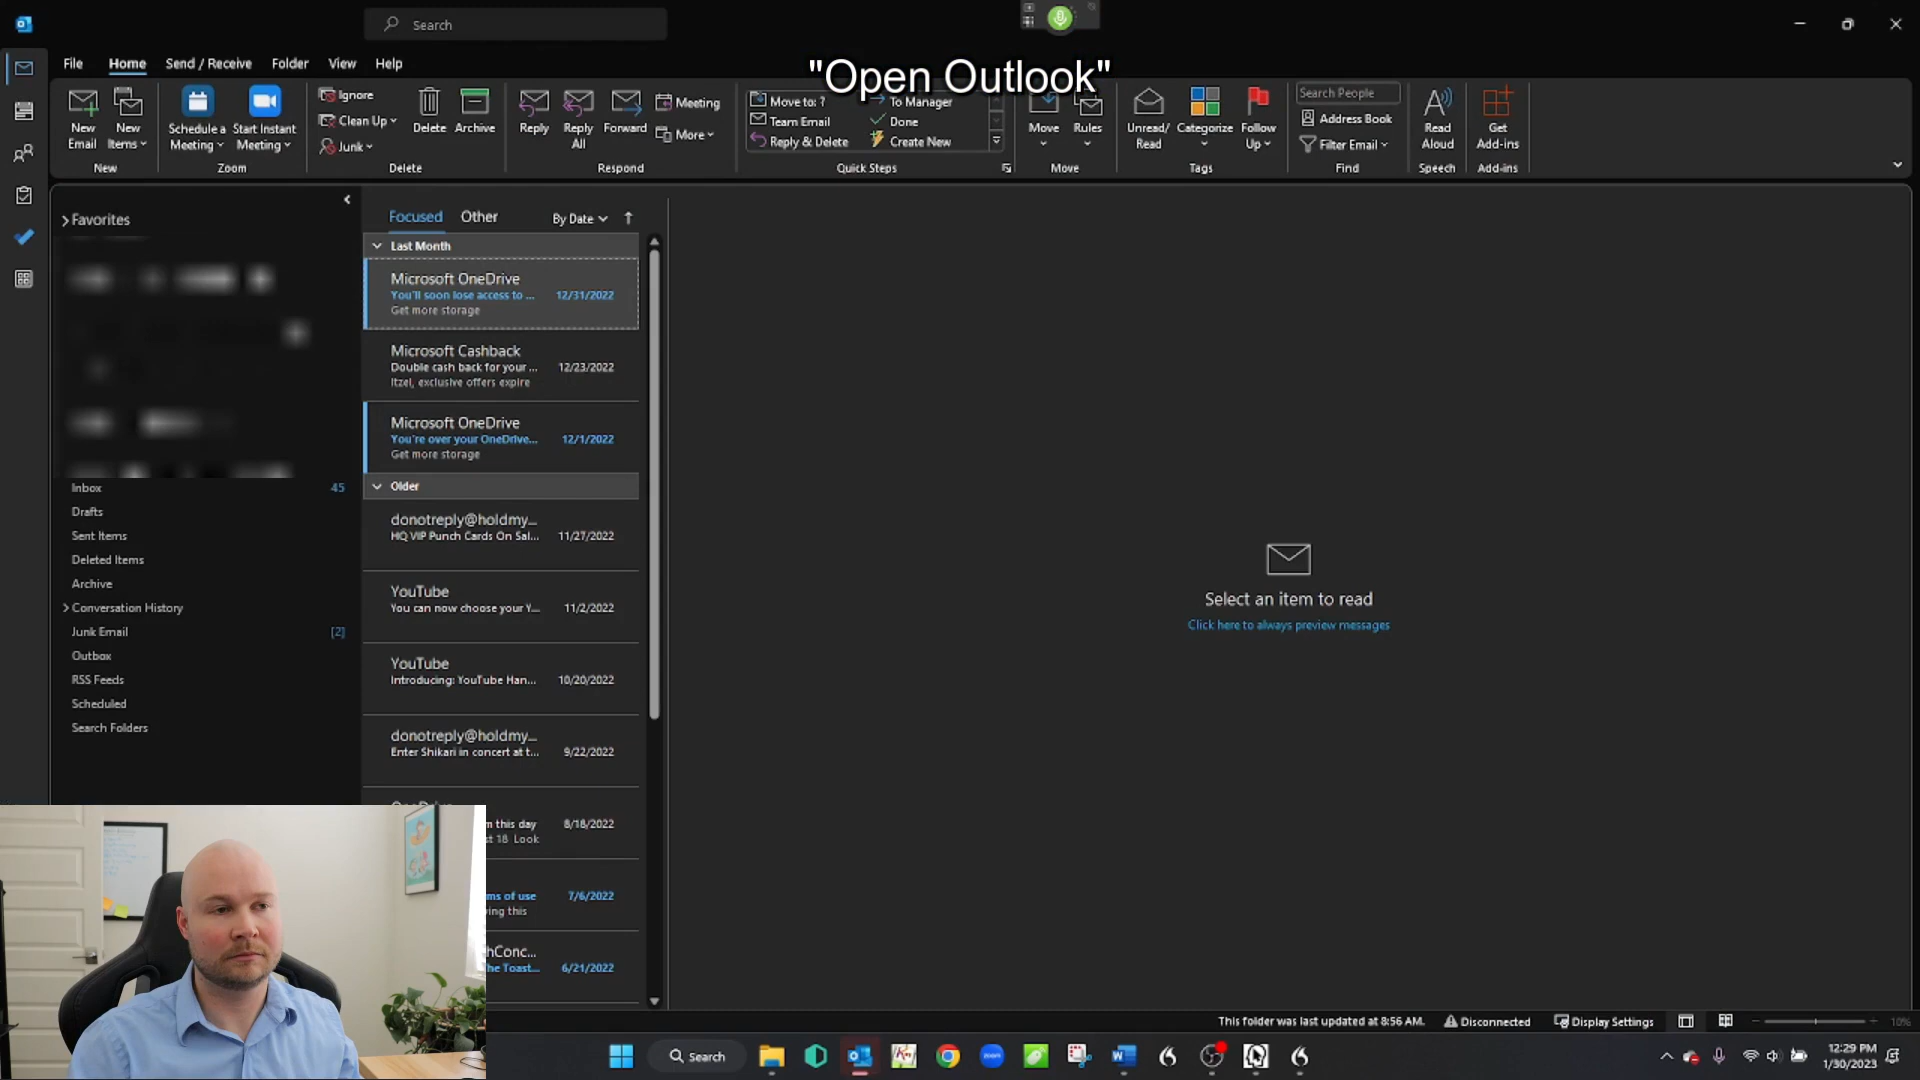 Search
"Open Outlook"
File Home Send / Receive Folder View Help
New Email
New Items
New
Schedule a Meeting
Start Instant Meeting
Zoom
Ignore
Clean Up
Junk
Delete
Archive
Delete
Reply
Reply All
Forward
Meeting
More
Respond
Move to: ?
Team Email
Reply & Delete
To Manager
Done
Create New
Quick Steps
Move
Rules
Move
Unread/ Read
Categorize
Follow Up
Tags
Search People
Address Book
Filter Email
Find
Read Aloud
Speech
Get Add-ins
Add-ins
Favorites
Inbox 45
Drafts
Sent Items
Deleted Items
Archive
Conversation History
Junk Email [2]
Outbox
RSS Feeds
Scheduled
Search Folders
Focused Other By Date
Last Month
Microsoft OneDrive
You'll soon lose access to ... 12/31/2022
Get more storage
Microsoft Cashback
Double cash back for your ... 12/23/2022
Itzel, exclusive offers expire
Microsoft OneDrive
You're over your OneDrive... 12/1/2022
Get more storage
Older
donotreply@holdmy...
HQ VIP Punch Cards On Sal... 11/27/2022
YouTube
You can now choose your Y... 11/2/2022
YouTube
Introducing: YouTube Han... 10/20/2022
donotreply@holdmy...
Enter Shikari in concert at t... 9/22/2022
m this day 8/18/2022
st 18 Look
ms of use 7/6/2022
ying this
hConc...
he Toast... 6/21/2022
Select an item to read
Click here to always preview messages
This folder was last updated at 8:56 AM. Disconnected Display Settings 10%
Search
zoom
12:29 PM
1/30/2023